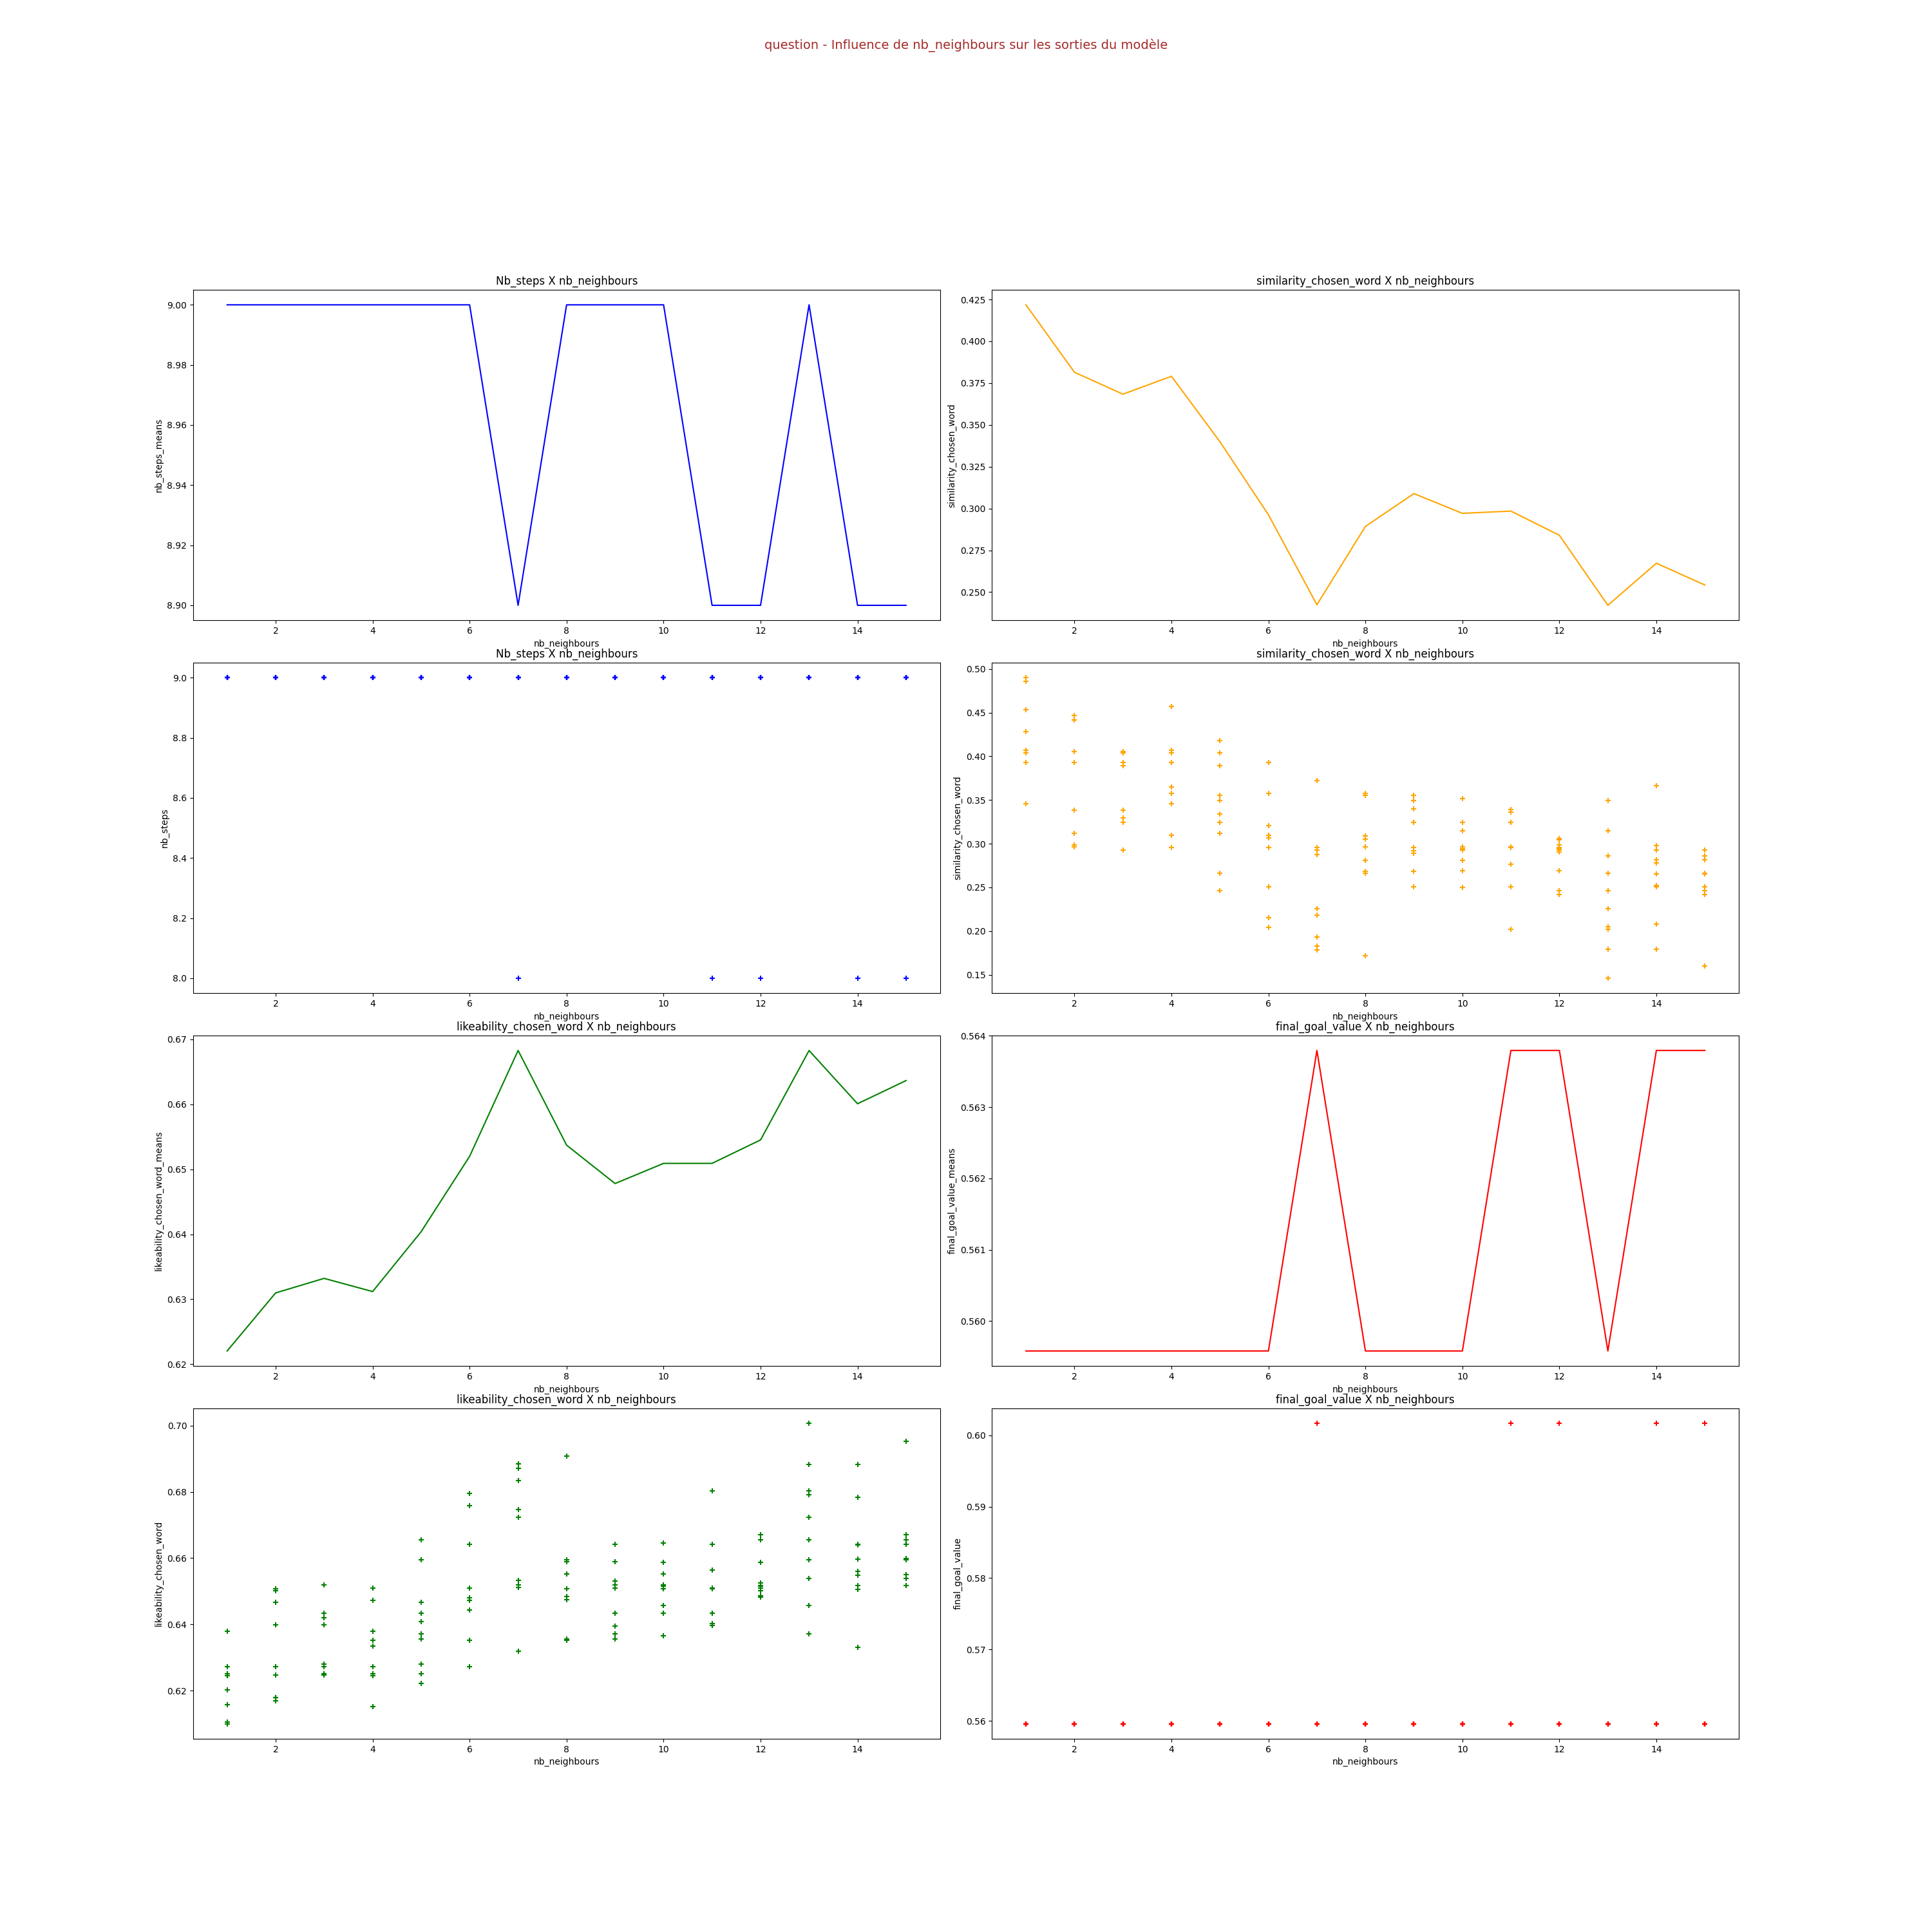 question - Influence de nb_neighbours sur les sorties du modèle
Nb_steps X nb_neighbours
9.00
8.98
8.96
8.94
8.92
8.90
nb_steps_means
2 4 6 8 10 12 14
nb_neighbours
similarity_chosen_word X nb_neighbours
0.425
0.400
0.375
0.350
0.325
0.300
0.275
0.250
similarity_chosen_word
2 4 6 8 10 12 14
nb_neighbours
Nb_steps X nb_neighbours
9.0
8.8
8.6
8.4
8.2
8.0
nb_steps
2 4 6 8 10 12 14
nb_neighbours
similarity_chosen_word X nb_neighbours
0.50
0.45
0.40
0.35
0.30
0.25
0.20
0.15
similarity_chosen_word
2 4 6 8 10 12 14
nb_neighbours
likeability_chosen_word X nb_neighbours
0.67
0.66
0.65
0.64
0.63
0.62
likeability_chosen_word_means
2 4 6 8 10 12 14
nb_neighbours
final_goal_value X nb_neighbours
0.564
0.563
0.562
0.561
0.560
final_goal_value_means
2 4 6 8 10 12 14
nb_neighbours
likeability_chosen_word X nb_neighbours
0.70
0.68
0.66
0.64
0.62
likeability_chosen_word
2 4 6 8 10 12 14
nb_neighbours
final_goal_value X nb_neighbours
0.60
0.59
0.58
0.57
0.56
final_goal_value
2 4 6 8 10 12 14
nb_neighbours